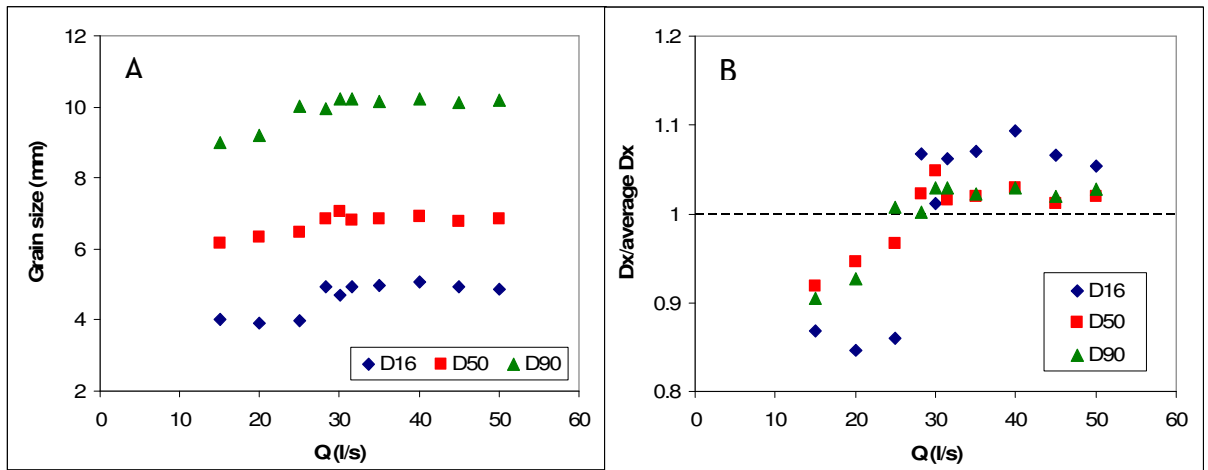 A
Grain size (mm)
12
10
8
6
4
2
0 10 20 30 40 50 60
Q (l/s)
D16 D50 D90
B
Dx/average Dx
1.2
1.1
1
0.9
0.8
0 10 20 30 40 50 60
Q (l/s)
D16
D50
D90